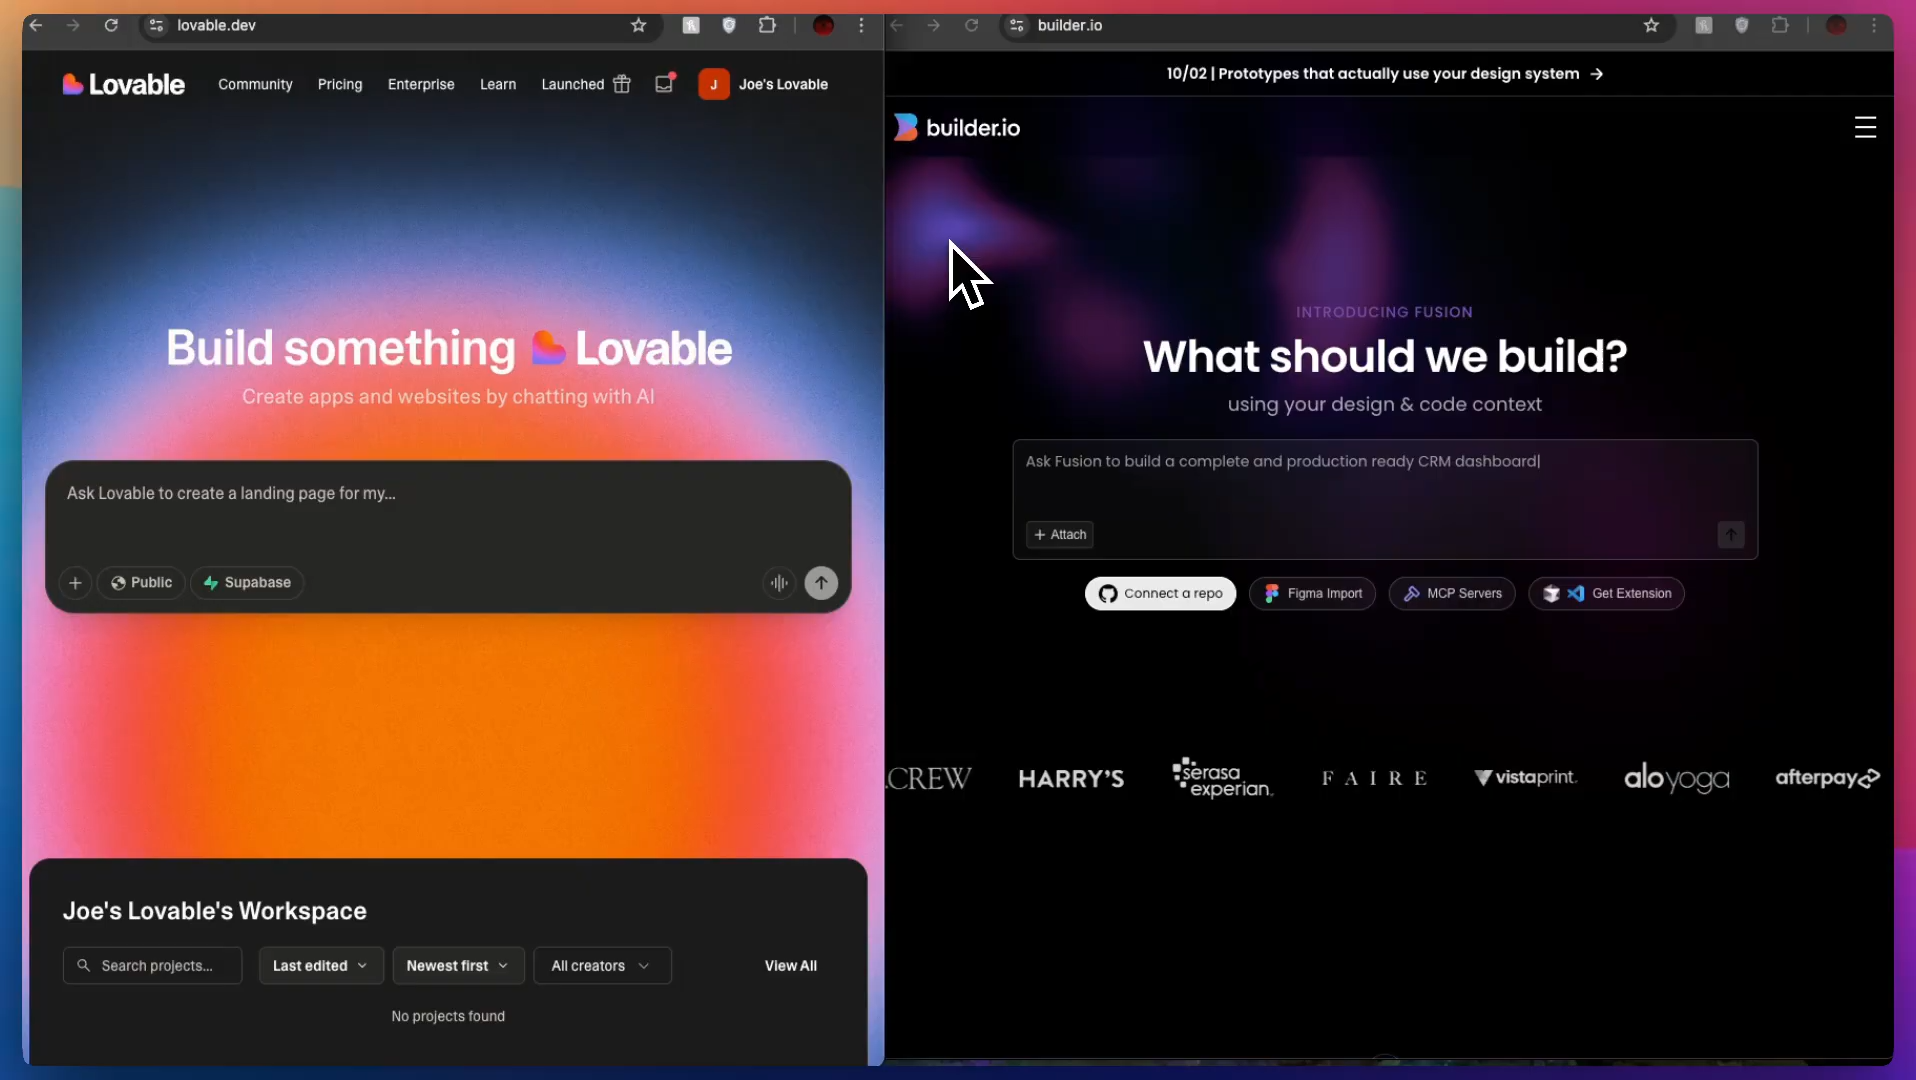 lovable.dev
Lovable
Community Pricing Enterprise Learn Launched
J Joe's Lovable
Build something Lovable
Create apps and websites by chatting with AI
Ask Lovable to create a landing page for my...
Public Supabase
Joe's Lovable's Workspace
Search projects... Last edited Newest first All creators View All
No projects found
builder.io
10/02 | Prototypes that actually use your design system →
builder.io
INTRODUCING FUSION
What should we build?
using your design & code context
Ask Fusion to build a complete and production ready CRM dashboard|
+ Attach
Connect a repo Figma Import MCP Servers Get Extension
.CREW HARRY'S serasa experian. FAIRE vistaprint. aloyoga afterpay